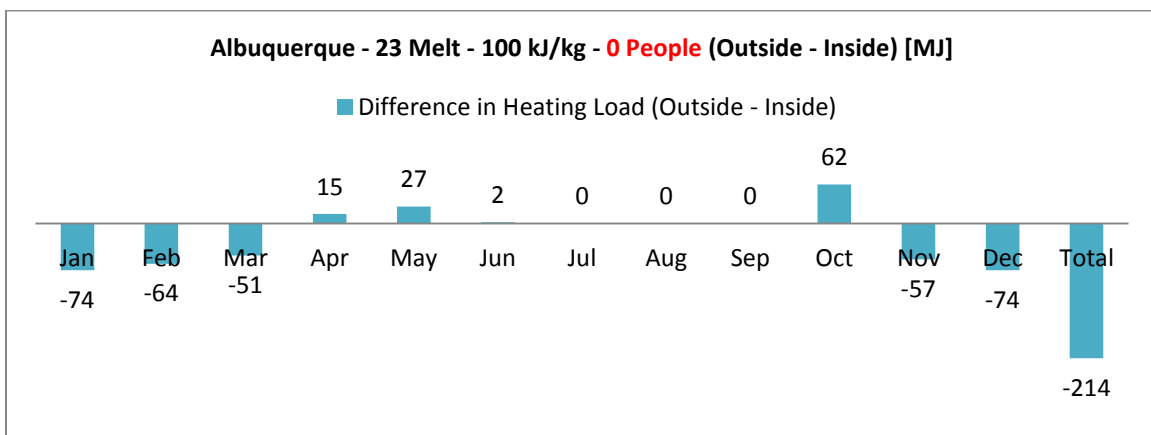 Albuquerque - 23 Melt - 100 kJ/kg - 0 People (Outside - Inside) [MJ]
Difference in Heating Load (Outside - Inside)
62
15 27 2 0 0 0
Jan Feb Mar Apr May Jun Jul Aug Sep Oct Nov Dec Total
-74 -64 -51 -57 -74
-214